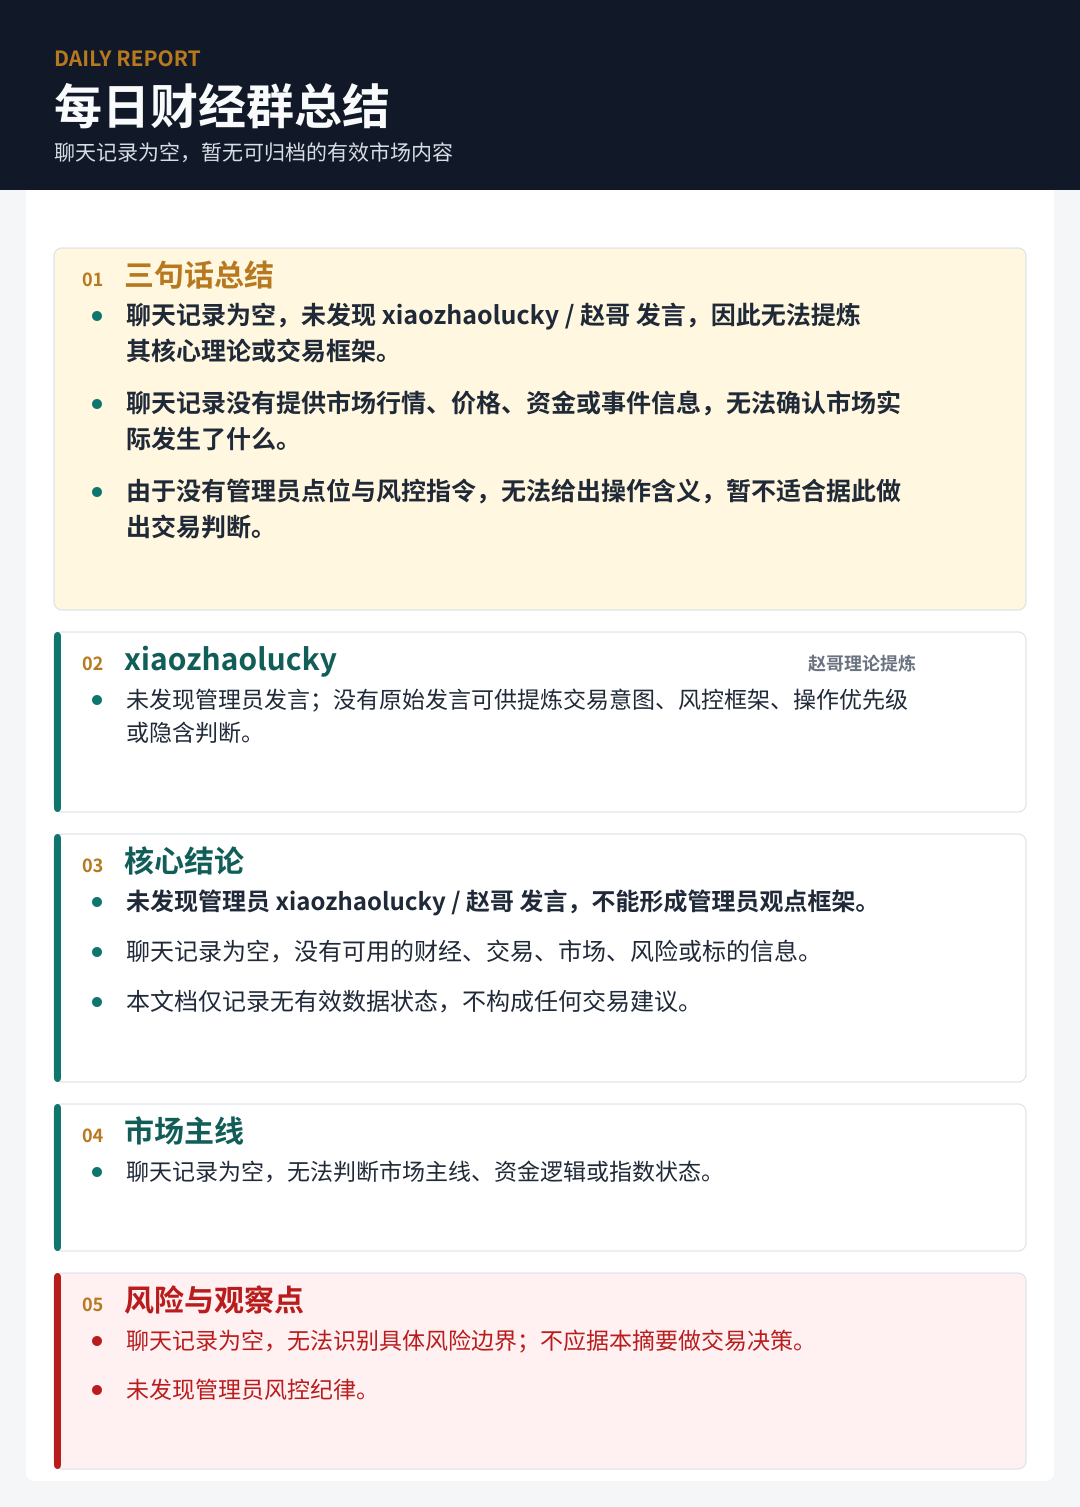 DAILY REPORT
每日财经群总结
聊天记录为空，暂无可归档的有效市场内容
01 三句话总结
聊天记录为空，未发现 xiaozhaolucky / 赵哥 发言，因此无法提炼
其核心理论或交易框架。
聊天记录没有提供市场行情、价格、资金或事件信息，无法确认市场实
际发生了什么。
由于没有管理员点位与风控指令，无法给出操作含义，暂不适合据此做
出交易判断。
02 xiaozhaolucky 赵哥理论提炼
未发现管理员发言；没有原始发言可供提炼交易意图、风控框架、操作优先级
或隐含判断。
03 核心结论
未发现管理员 xiaozhaolucky / 赵哥 发言，不能形成管理员观点框架。
聊天记录为空，没有可用的财经、交易、市场、风险或标的信息。
本文档仅记录无有效数据状态，不构成任何交易建议。
04 市场主线
聊天记录为空，无法判断市场主线、资金逻辑或指数状态。
05 风险与观察点
聊天记录为空，无法识别具体风险边界；不应据本摘要做交易决策。
未发现管理员风控纪律。